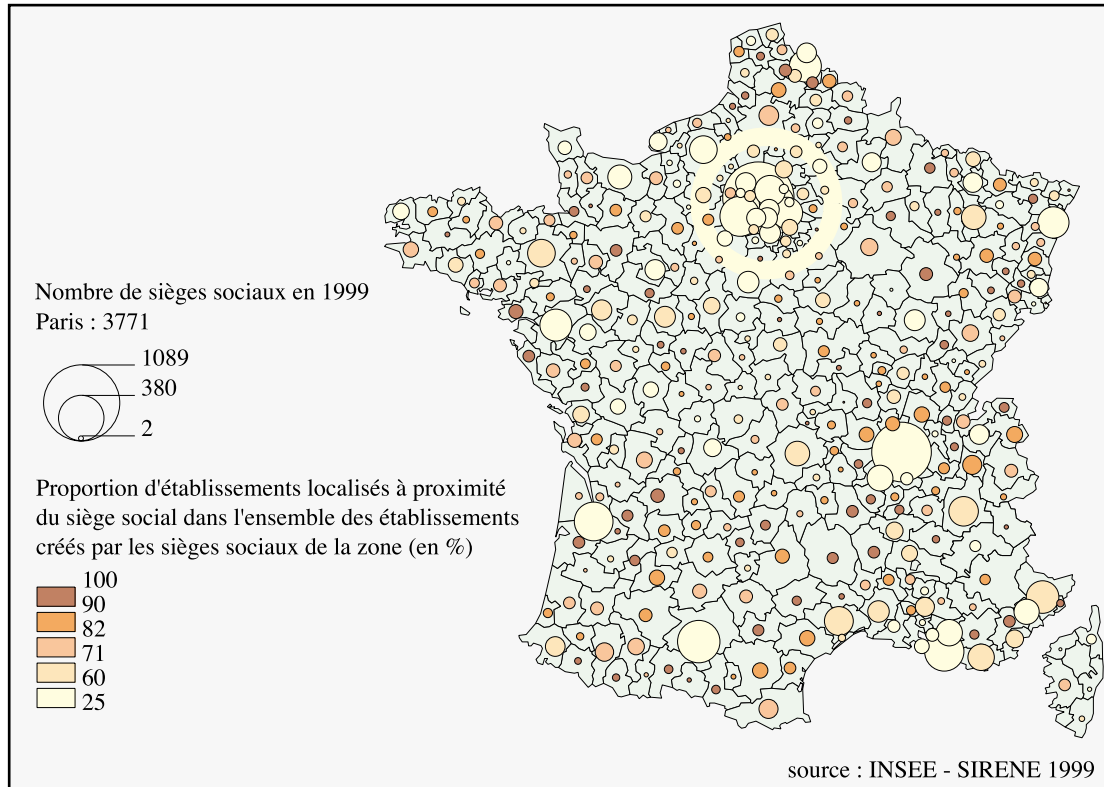 Nombre de sièges sociaux en 1999
Paris : 3771
1089
380
2
Proportion d'établissements localisés à proximité
du siège social dans l'ensemble des établissements
créés par les sièges sociaux de la zone (en %)
100
90
82
71
60
25
source : INSEE - SIRENE 1999